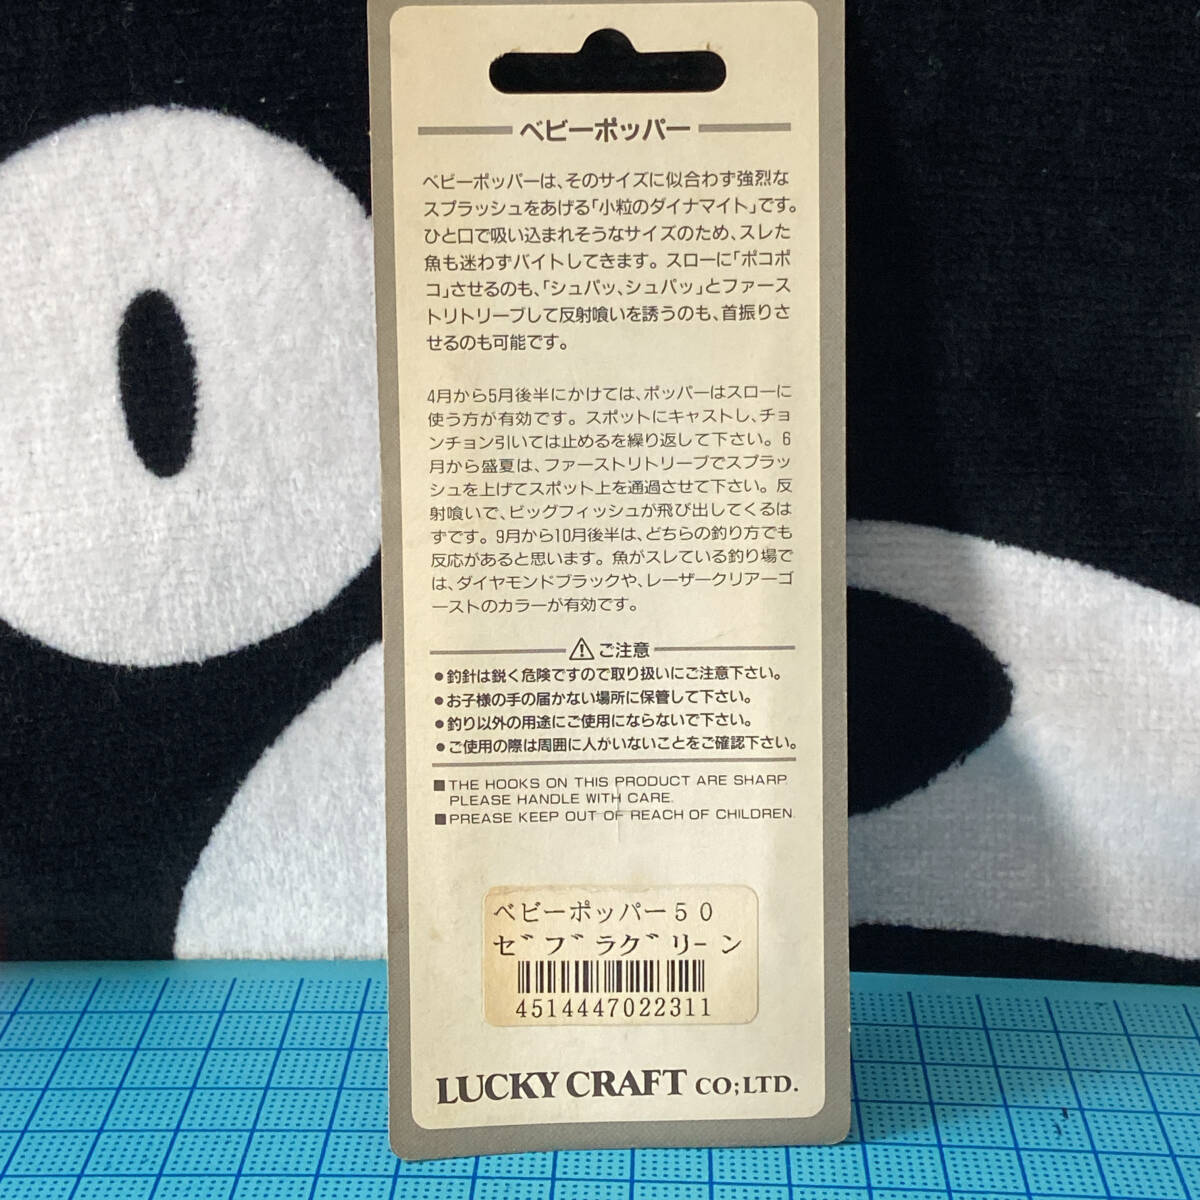 ベビーポッパー
ベビーポッパーは、そのサイズに似合わず強烈な
スプラッシュをあげる「小粒のダイナマイト」です。
ひと口で吸い込まれそうなサイズのため、スレた
魚も迷わずバイトしてきます。スローに「ポコポ
コ」させるのも、「シュパッ、シュパッ」とファース
トリトリーブして反射喰いを誘うのも、首振りさ
せるのも可能です。
4月から5月後半にかけては、ポッパーはスローに
使う方が有効です。スポットにキャストし、チョ
ンチョン引いては止めるを繰り返して下さい。6
月から盛夏は、ファーストリトリーブでスプラッ
シュを上げてスポット上を通過させて下さい。反
射喰いで、ビッグフィッシュが飛び出してくるは
ずです。9月から10月後半は、どちらの釣り方でも
反応があると思います。魚がスレている釣り場で
は、ダイヤモンドブラックや、レーザークリアーゴ
ーストのカラーが有効です。
⚠ご注意
●釣針は鋭く危険ですので取り扱いにご注意下さい。
●お子様の手の届かない場所に保管して下さい。
●釣り以外の用途にご使用にならないで下さい。
●ご使用の際は周囲に人がいないことをご確認下さい。
■THE HOOKS ON THIS PRODUCT ARE SHARP.
PLEASE HANDLE WITH CARE.
■PREASE KEEP OUT OF REACH OF CHILDREN.
ベビーポッパー５０
ゼブラグリーン
4514447022311
LUCKY CRAFT CO;LTD.